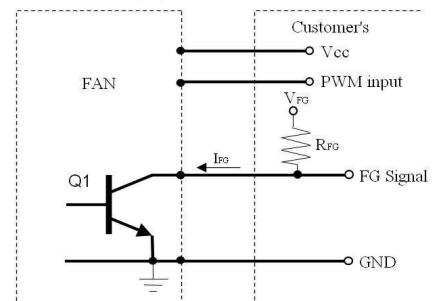 Customer's
Vcc
FAN
PWM input
VFG
RFG
IFG
Q1
FG Signal
GND